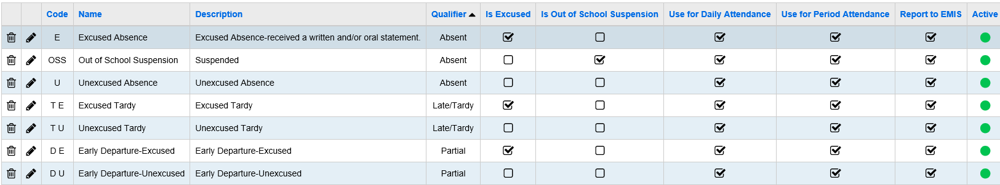 Code Name Description Qualifier Is Excused Is Out of School Suspension Use for Daily Attendance Use for Period Attendance Report to EMIS Active
E Excused Absence Excused Absence-received a written and/or oral statement. Absent
OSS Out of School Suspension Suspended Absent
U Unexcused Absence Unexcused Absence Absent
T E Excused Tardy Excused Tardy Late/Tardy
T U Unexcused Tardy Unexcused Tardy Late/Tardy
D E Early Departure-Excused Early Departure-Excused Partial
D U Early Departure-Unexcused Early Departure-Unexcused Partial